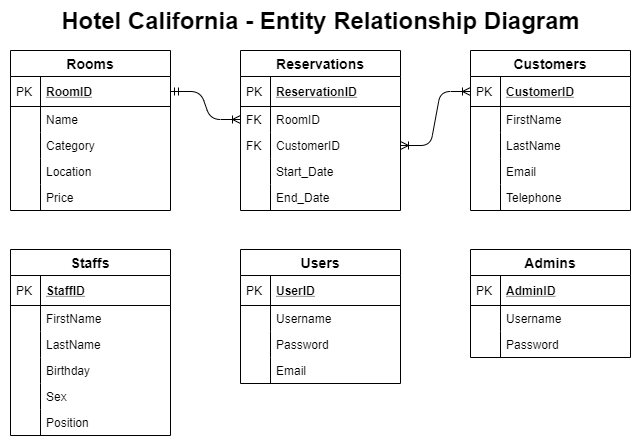 Hotel California - Entity Relationship Diagram
Rooms
PK RoomID
Name
Category
Location
Price
Reservations
PK ReservationID
FK RoomID
FK CustomerID
Start_Date
End_Date
Customers
PK CustomerID
FirstName
LastName
Email
Telephone
Staffs
PK StaffID
FirstName
LastName
Birthday
Sex
Position
Users
PK UserID
Username
Password
Email
Admins
PK AdminID
Username
Password